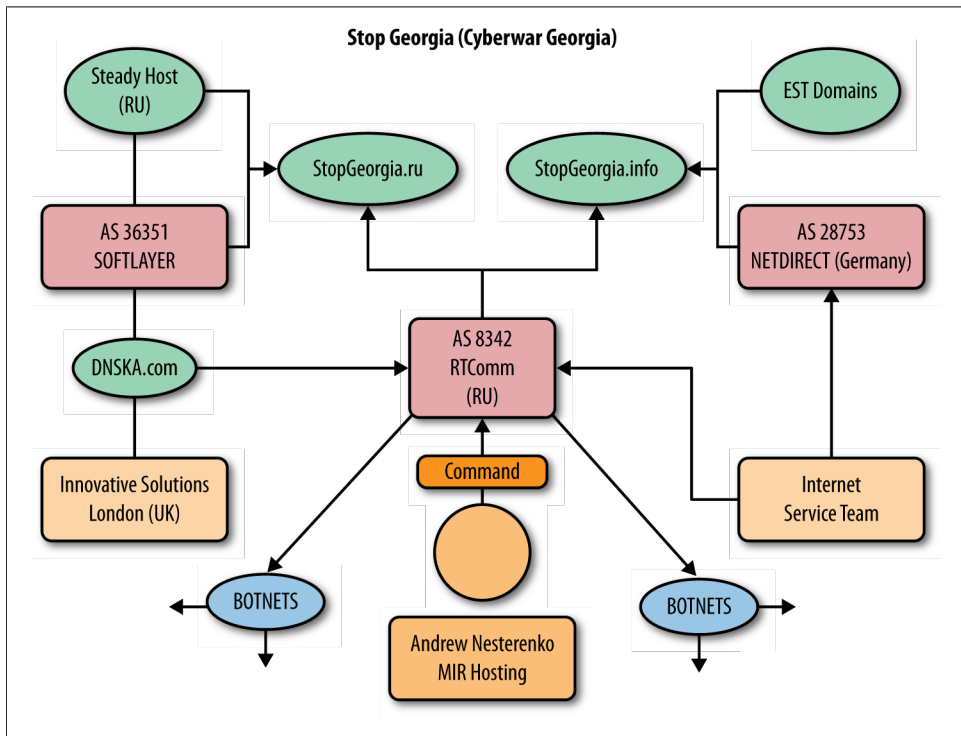 Stop Georgia (Cyberwar Georgia)
Steady Host
(RU)
EST Domains
StopGeorgia.ru
StopGeorgia.info
AS 36351
SOFTLAYER
AS 28753
NETDIRECT (Germany)
DNSKA.com
AS 8342
RTComm
(RU)
Command
Innovative Solutions
London (UK)
Internet
Service Team
BOTNETS
BOTNETS
Andrew Nesterenko
MIR Hosting